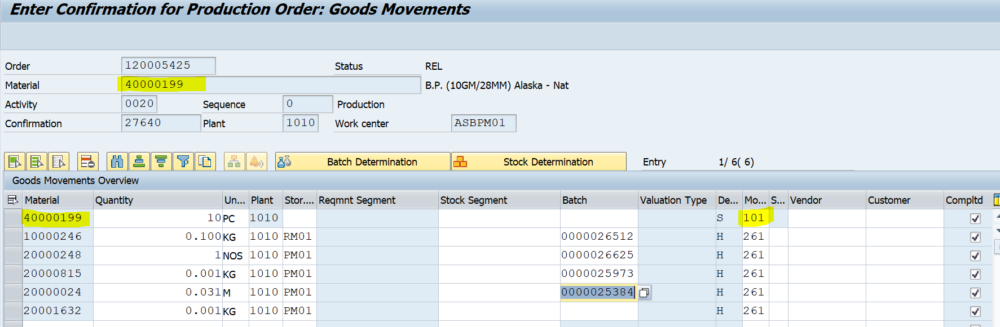 Enter Confirmation for Production Order: Goods Movements
Order 120005425 Status REL
Material 40000199 B.P. (10GM/28MM) Alaska - Nat
Activity 0020 Sequence 0 Production
Confirmation 27640 Plant 1010 Work center ASBPM01
Batch Determination Stock Determination Entry 1/ 6( 6)
Goods Movements Overview
Material Quantity Un... Plant Stor.... Reqmnt Segment Stock Segment Batch Valuation Type De... Mo... S... Vendor Customer Compltd
40000199 10 PC 1010 S 101
10000246 0.100 KG 1010 RM01 0000026512 H 261
20000248 1 NOS 1010 PM01 0000026625 H 261
20000815 0.001 KG 1010 PM01 0000025973 H 261
20000024 0.031 M 1010 PM01 0000025384 H 261
20001632 0.001 KG 1010 PM01 H 261